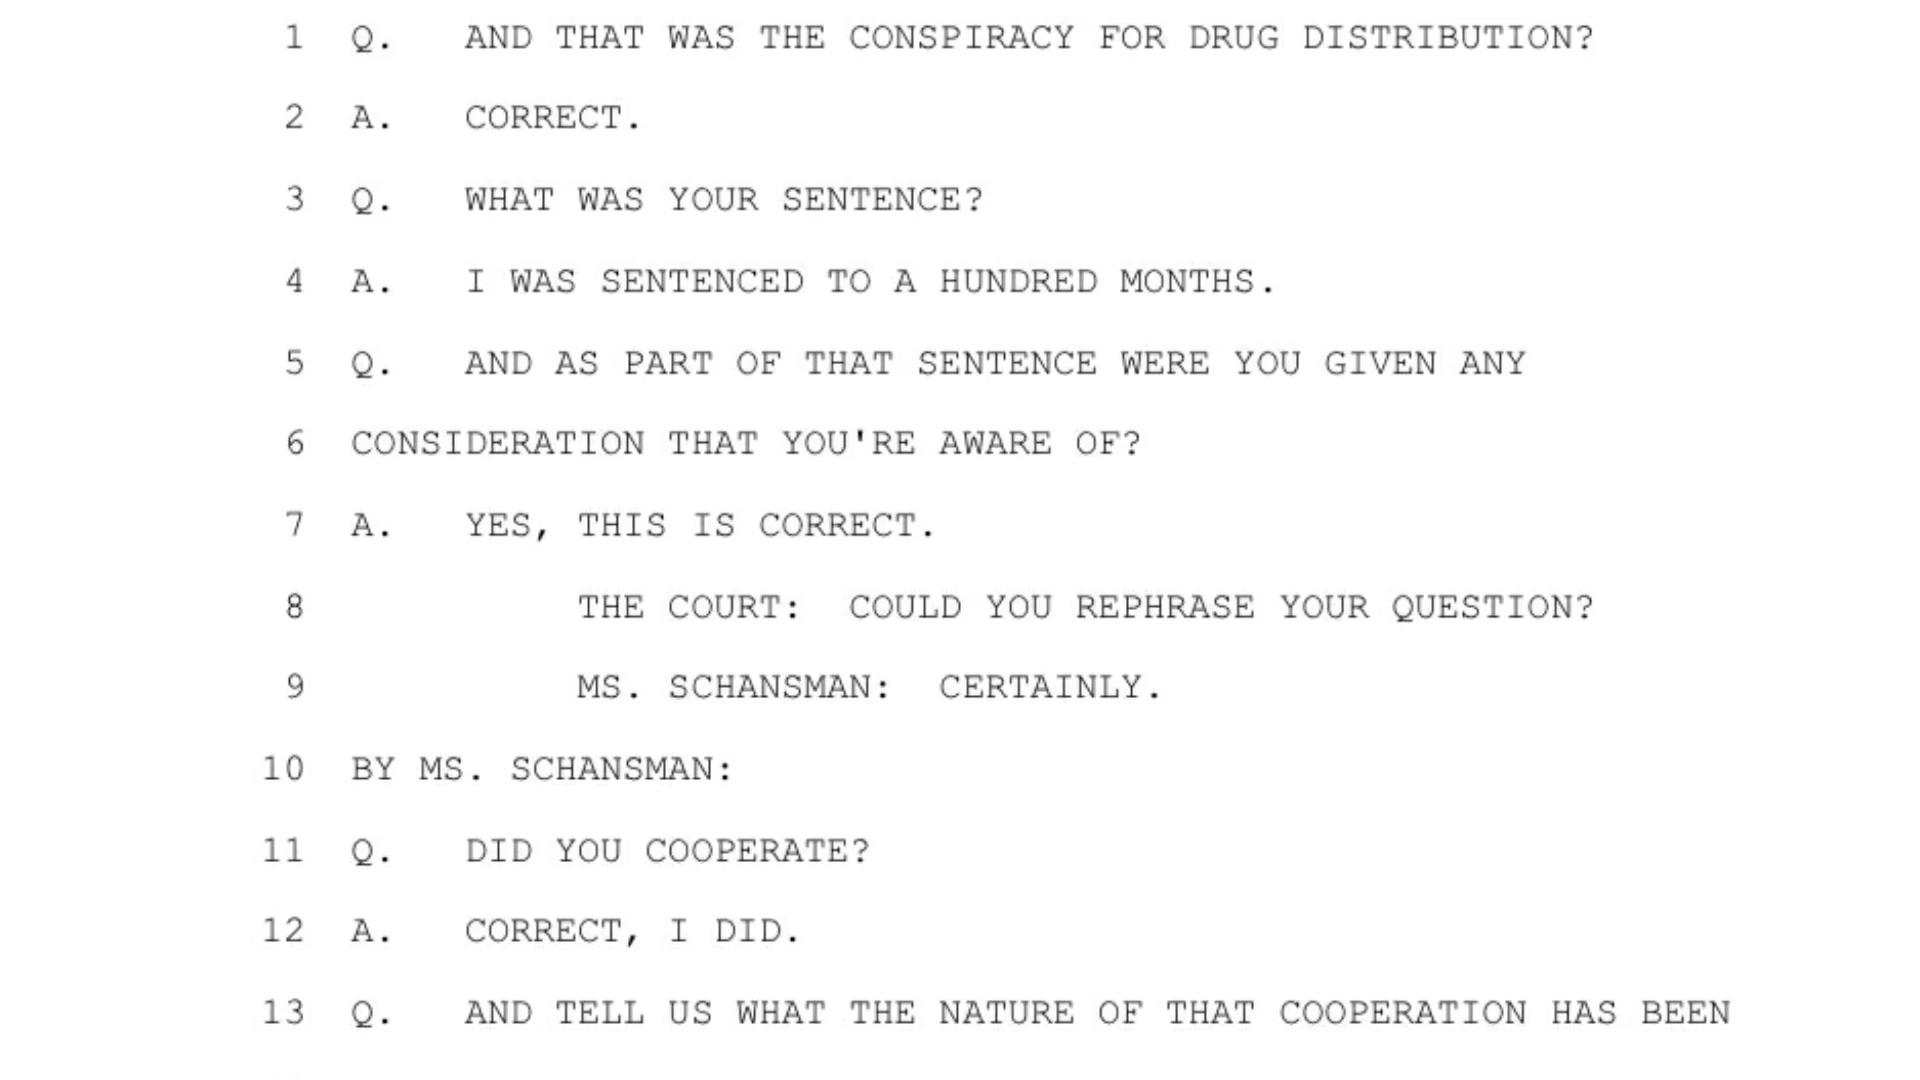 1 Q. AND THAT WAS THE CONSPIRACY FOR DRUG DISTRIBUTION?
2 A. CORRECT.
3 Q. WHAT WAS YOUR SENTENCE?
4 A. I WAS SENTENCED TO A HUNDRED MONTHS.
5 Q. AND AS PART OF THAT SENTENCE WERE YOU GIVEN ANY
6 CONSIDERATION THAT YOU'RE AWARE OF?
7 A. YES, THIS IS CORRECT.
8 THE COURT: COULD YOU REPHRASE YOUR QUESTION?
9 MS. SCHANSMAN: CERTAINLY.
10 BY MS. SCHANSMAN:
11 Q. DID YOU COOPERATE?
12 A. CORRECT, I DID.
13 Q. AND TELL US WHAT THE NATURE OF THAT COOPERATION HAS BEEN